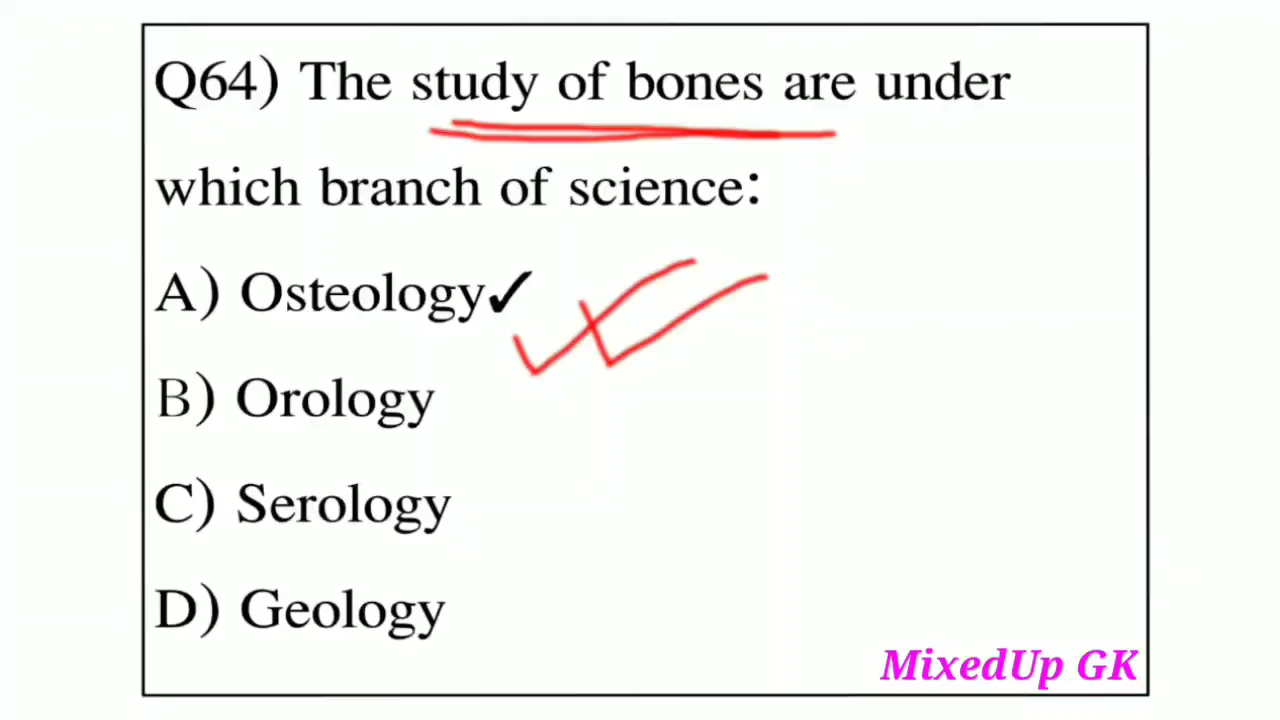 Q64) The study of bones are under
which branch of science:
A) Osteology✓
B) Orology
C) Serology
D) Geology
MixedUp GK